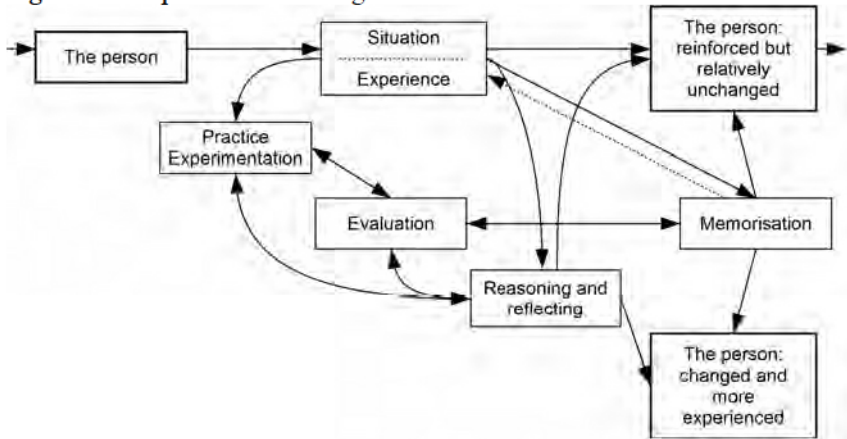 The person
Situation
Experience
The person:
reinforced but
relatively
unchanged
Practice
Experimentation
Evaluation
Memorisation
Reasoning and
reflecting
The person:
changed and
more
experienced